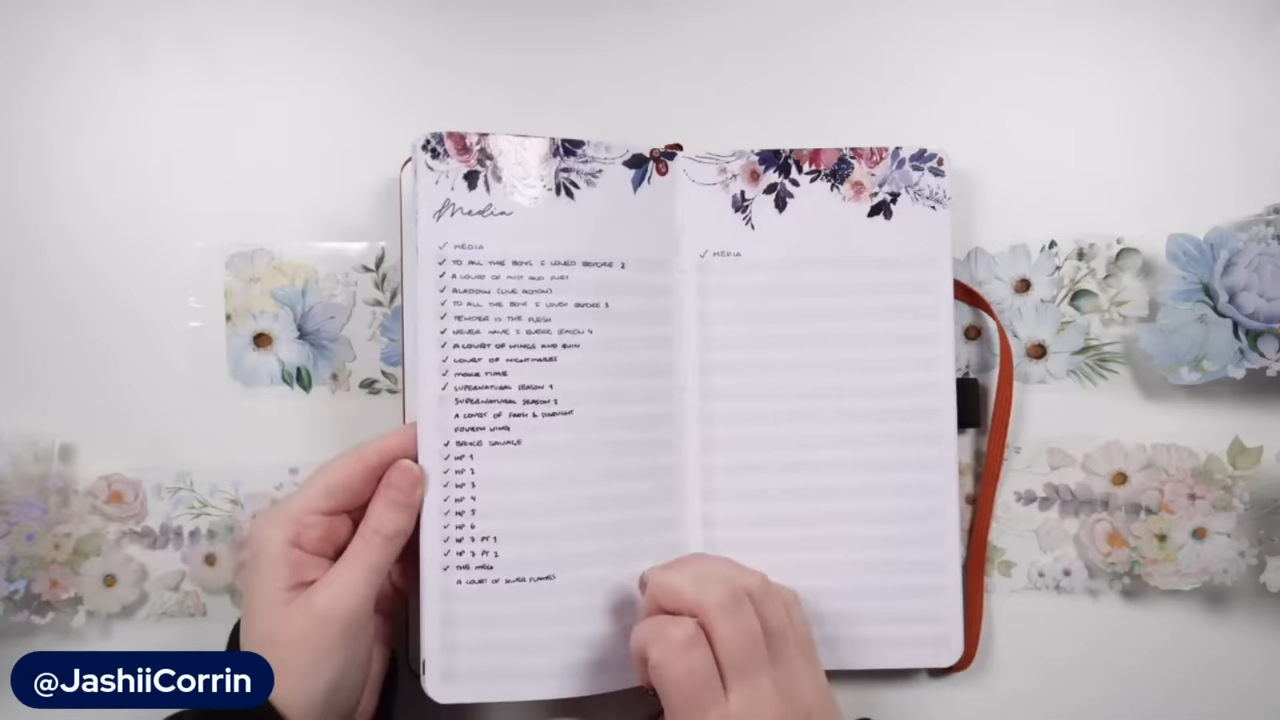 Media
✓ MEDIA
✓ TO ALL THE BOYS I LOVED BEFORE 2
✓ A COURT OF MIST AND FURY
✓ ALADDIN (LIVE ACTION)
✓ TO ALL THE BOYS I LOVED BEFORE 3
✓ TENDER IS THE FLESH
✓ NEVER HAVE I EVER SEASON 4
✓ A COURT OF WINGS AND RUIN
✓ COURT OF NIGHTMARES
✓ TIME
✓ SUPERNATURAL SEASON 1
SUPERNATURAL SEASON 2
A COURT OF FROST & STARLIGHT
FOURTH WING
✓ BRYCE SAVAGE
✓ HP 1
✓ HP 2
✓ HP 3
✓ HP 4
✓ HP 5
✓ HP 6
✓ HP 7 PT 1
✓ HP 7 PT 2
✓ THE MEG
A COURT OF SILVER FLAMES
✓ MEDIA
@JashiiCorrin